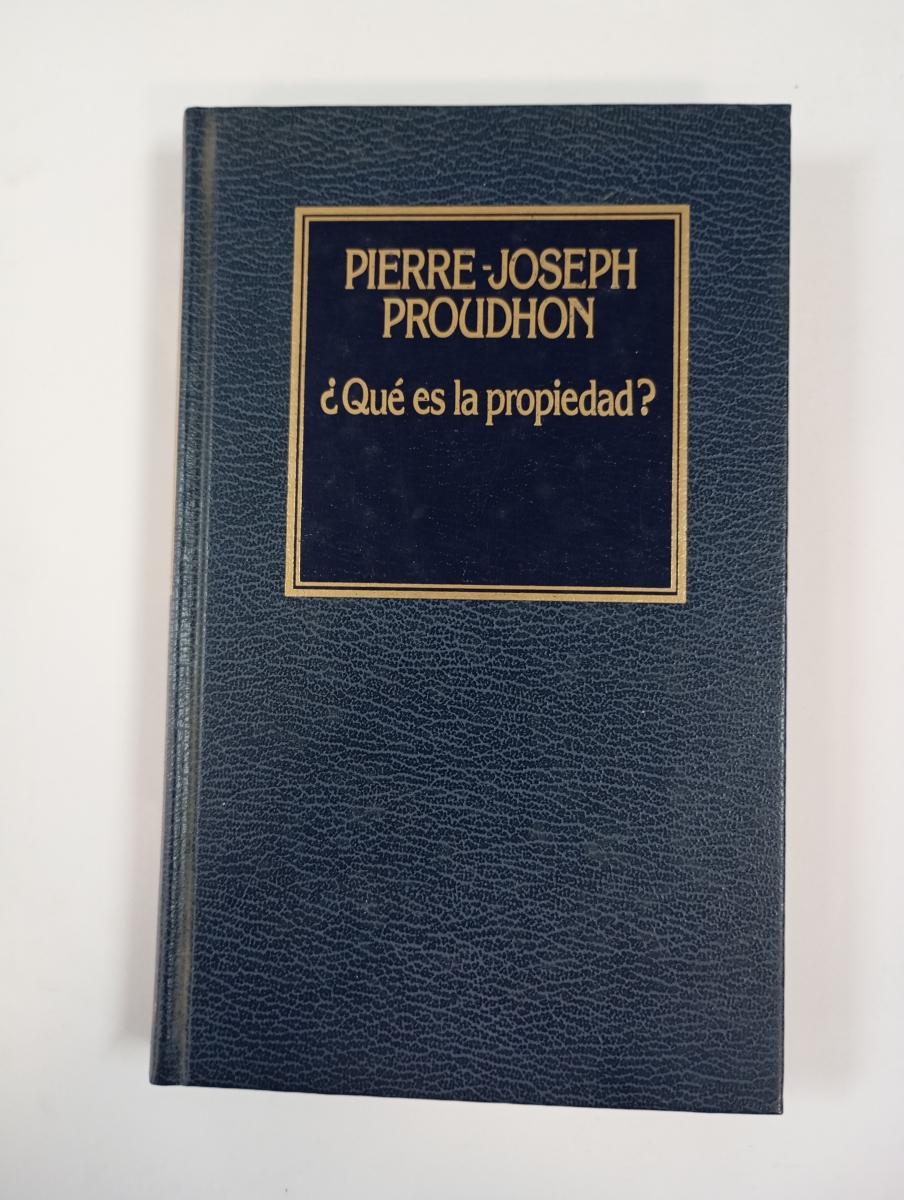 PIERRE-JOSEPH
PROUDHON
¿Qué es la propiedad?